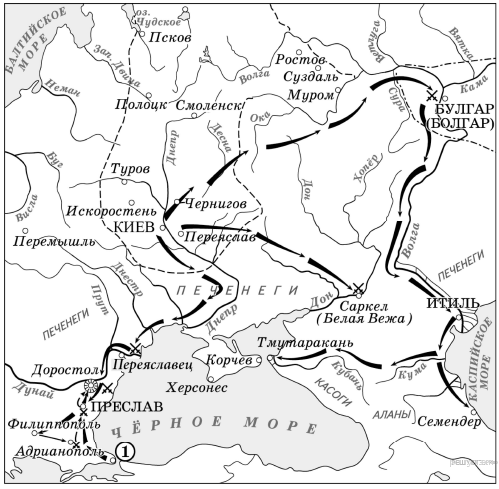 БАЛТИЙСКОЕ
МОРЕ
оз.
Чудское
Псков
Ростов
Суздаль
Муром
Ветлуга
Вятка
Кама
Волга
Зап. Двина
Неман
Полоцк
Смоленск
Ока
Сура
БУЛГАР
(БОЛГАР)
Днепр
Десна
Дон
Хопёр
Буг
Туров
Висла
Искоростень
КИЕВ
Чернигов
Переяслав
Перемышль
Волга
Днестр
Прут
ПЕЧЕНЕГИ
ПЕЧЕНЕГИ
ПЕЧЕНЕГИ
Днепр
Дон
Саркел
(Белая Вежа)
ИТИЛЬ
Тмутаракань
Корчев
Кубань
Кума
КАСОГИ
АЛАНЫ
КАСПИЙСКОЕ
МОРЕ
Семендер
Переяславец
Доростол
Дунай
Херсонес
ПРЕСЛАВ
ЧЁРНОЕ МОРЕ
Филиппополь
Адрианополь
1